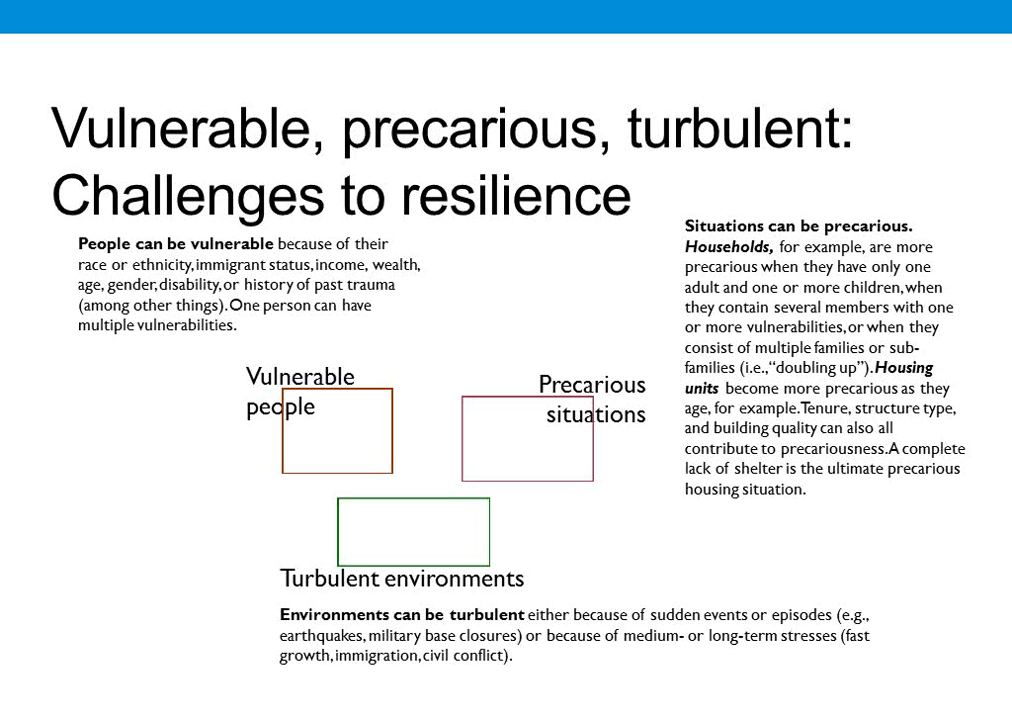 Vulnerable, precarious, turbulent:
Challenges to resilience
People can be vulnerable because of their
race or ethnicity, immigrant status, income, wealth,
age, gender, disability, or history of past trauma
(among other things). One person can have
multiple vulnerabilities.
Situations can be precarious.
Households, for example, are more
precarious when they have only one
adult and one or more children, when
they contain several members with one
or more vulnerabilities, or when they
consist of multiple families or sub-
families (i.e., “doubling up”). Housing
units become more precarious as they
age, for example. Tenure, structure type,
and building quality can also all
contribute to precariousness. A complete
lack of shelter is the ultimate precarious
housing situation.
Vulnerable
people
Precarious
situations
Turbulent environments
Environments can be turbulent either because of sudden events or episodes (e.g.,
earthquakes, military base closures) or because of medium- or long-term stresses (fast
growth, immigration, civil conflict).